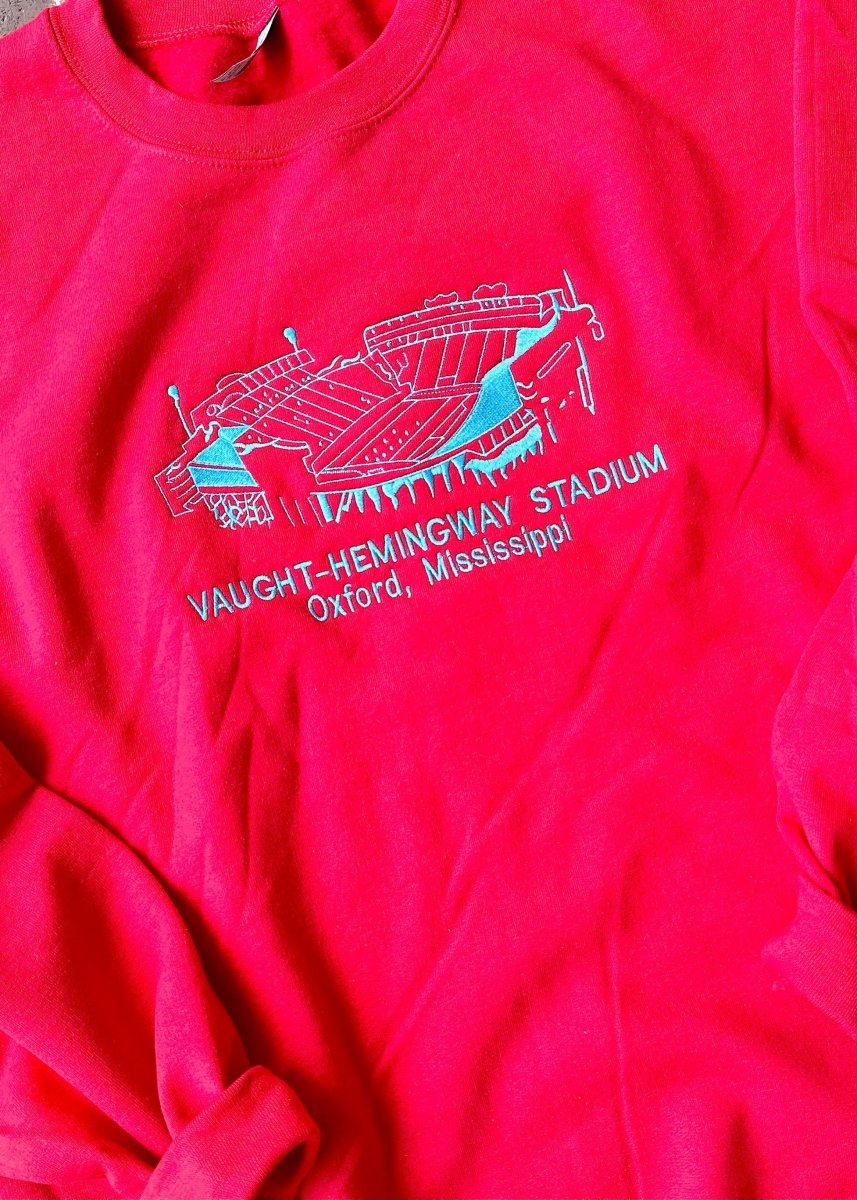 VAUGHT-HEMINGWAY STADIUM
Oxford, Mississippi